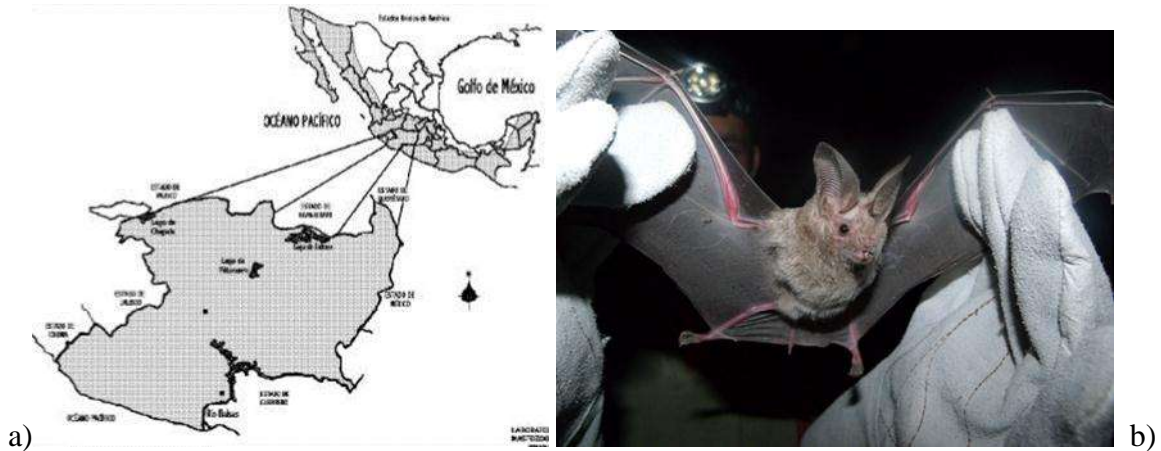 Estados Unidos de América
Golfo de México
OCÉANO PACÍFICO
ESTADO DE
ESTADO DE
QUERÉTARO
ESTADO DE
Lago de
Chapala
Lago de Cuitzeo
Lago de
Pátzcuaro
ESTADO DE
JALISCO
ESTADO DE
MÉXICO
ESTADO DE
COLIMA
ESTADO DE
GUERRERO
OCÉANO PACÍFICO
Río Balsas
a)
b)